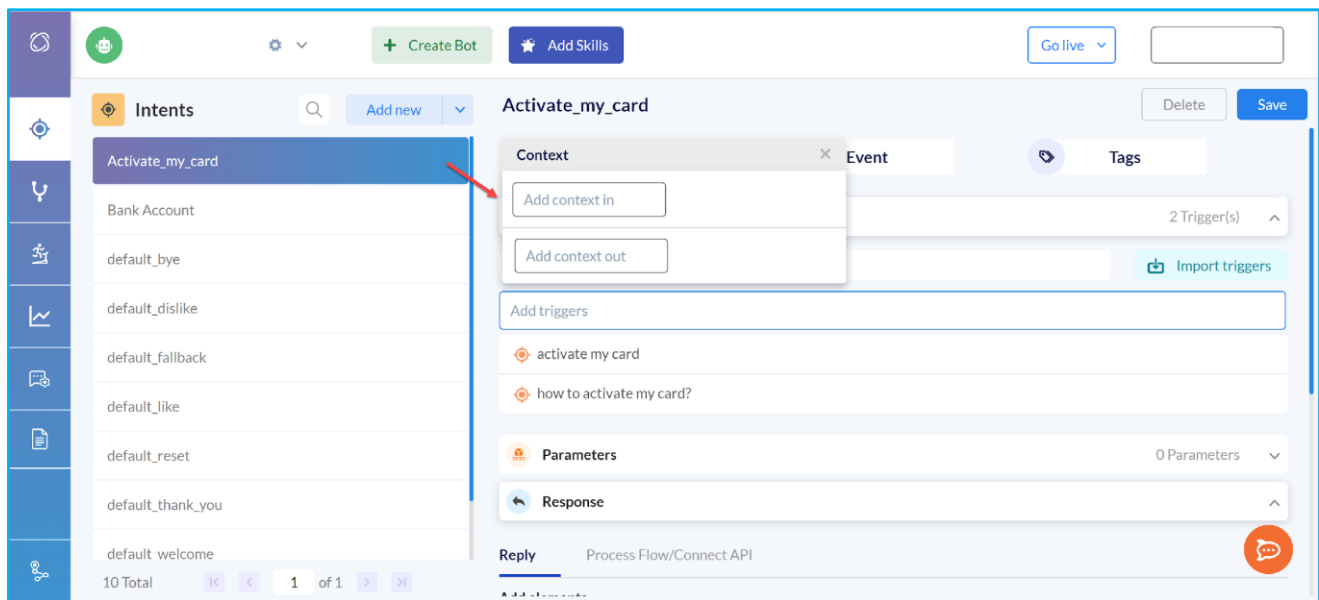 Create Bot
Add Skills
Go live
Intents
Add new
Activate_my_card
Delete
Save
Activate_my_card
Bank Account
default_bye
default_dislike
default_fallback
default_like
default_reset
default_thank_you
default_welcome
10 Total
1 of 1
Context
Event
Tags
Add context in
2 Trigger(s)
Add context out
Import triggers
Add triggers
activate my card
how to activate my card?
Parameters
0 Parameters
Response
Reply
Process Flow/Connect API
Add elements